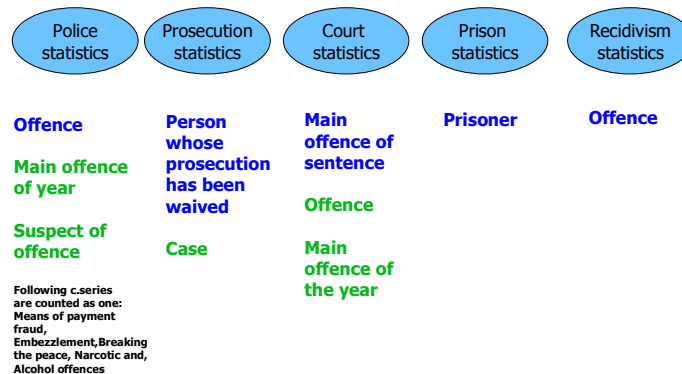 Police
statistics
Prosecution
statistics
Court
statistics
Prison
statistics
Recidivism
statistics
Offence
Main offence
of year
Suspect of
offence
Following c.series
are counted as one:
Means of payment
fraud,
Embezzlement,Breaking
the peace, Narcotic and,
Alcohol offences
Person
whose
prosecution
has been
waived
Case
Main
offence of
sentence
Offence
Main
offence of
the year
Prisoner
Offence